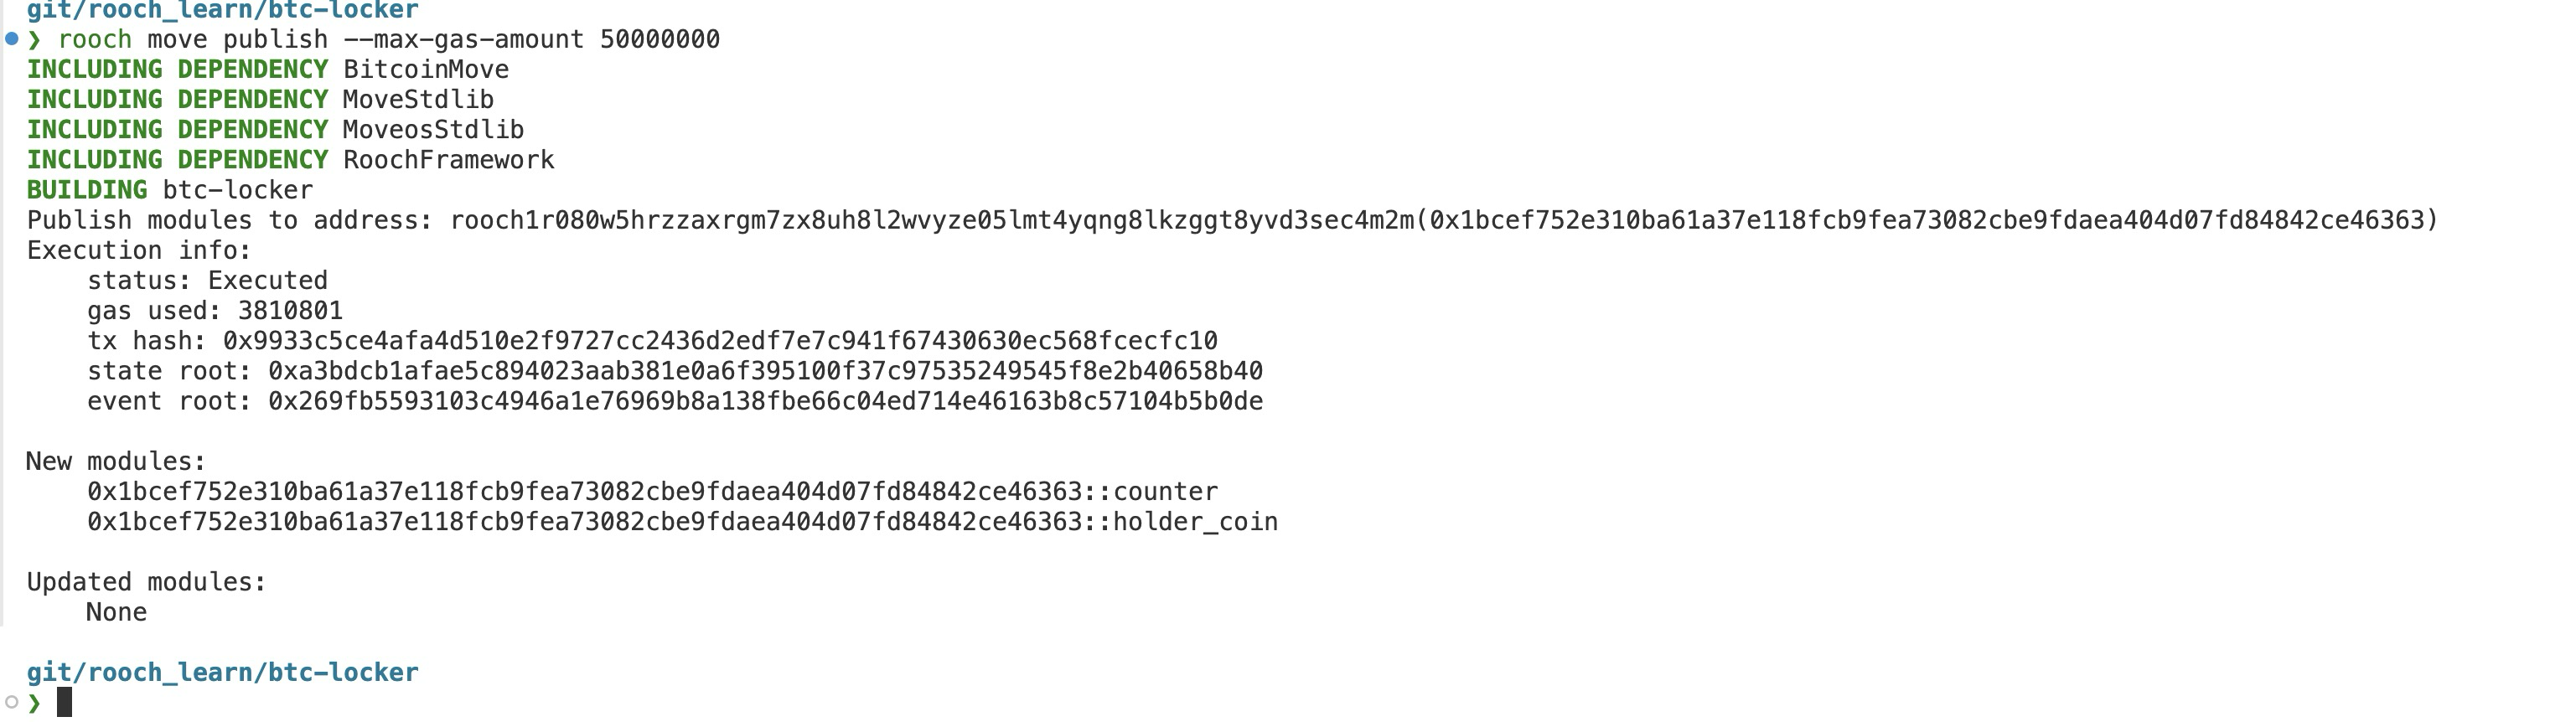 git/rooch_learn/btc-locker
❯ rooch move publish --max-gas-amount 50000000
INCLUDING DEPENDENCY BitcoinMove
INCLUDING DEPENDENCY MoveStdlib
INCLUDING DEPENDENCY MoveosStdlib
INCLUDING DEPENDENCY RoochFramework
BUILDING btc-locker
Publish modules to address: rooch1r080w5hrzzaxrgm7zx8uh8l2wvyze05lmt4yqng8lkzggt8yvd3sec4m2m(0x1bcef752e310ba61a37e118fcb9fea73082cbe9fdaea404d07fd84842ce46363)
Execution info:
    status: Executed
    gas used: 3810801
    tx hash: 0x9933c5ce4afa4d510e2f9727cc2436d2edf7e7c941f67430630ec568fcecfc10
    state root: 0xa3bdcb1afae5c894023aab381e0a6f395100f37c97535249545f8e2b40658b40
    event root: 0x269fb5593103c4946a1e76969b8a138fbe66c04ed714e46163b8c57104b5b0de
New modules:
    0x1bcef752e310ba61a37e118fcb9fea73082cbe9fdaea404d07fd84842ce46363::counter
    0x1bcef752e310ba61a37e118fcb9fea73082cbe9fdaea404d07fd84842ce46363::holder_coin
Updated modules:
    None
git/rooch_learn/btc-locker
❯